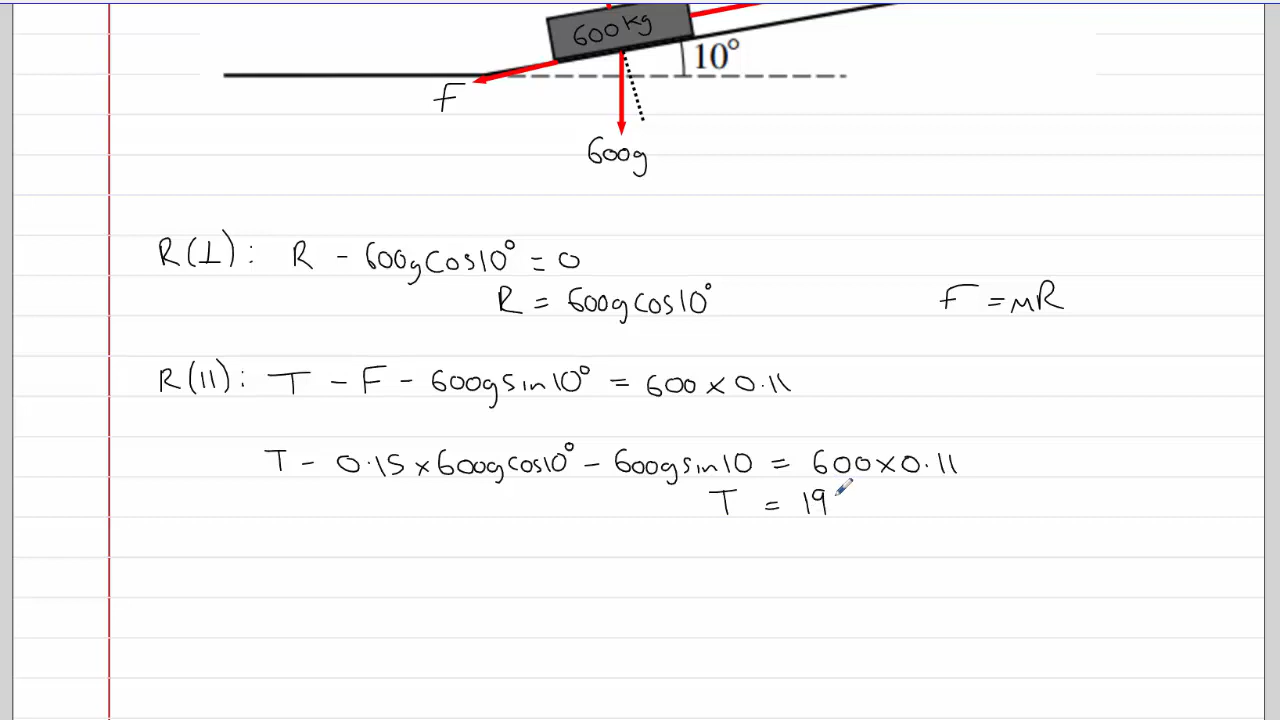 600kg
10°
F
600g
R(⊥): R - 600gcos10° = 0
R = 600gcos10°
F = μR
R(11): T - F - 600gsin10° = 600 × 0.11
T - 0.15 × 600gcos10° - 600gsin10 = 600 × 0.11
T = 19